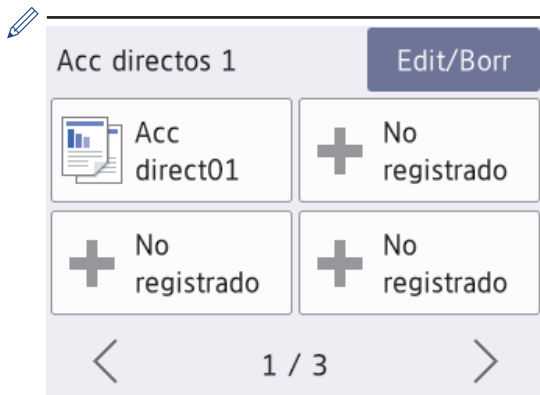 Acc directos 1
Edit/Borr
Acc
direct01
No
registrado
No
registrado
No
registrado
1 / 3